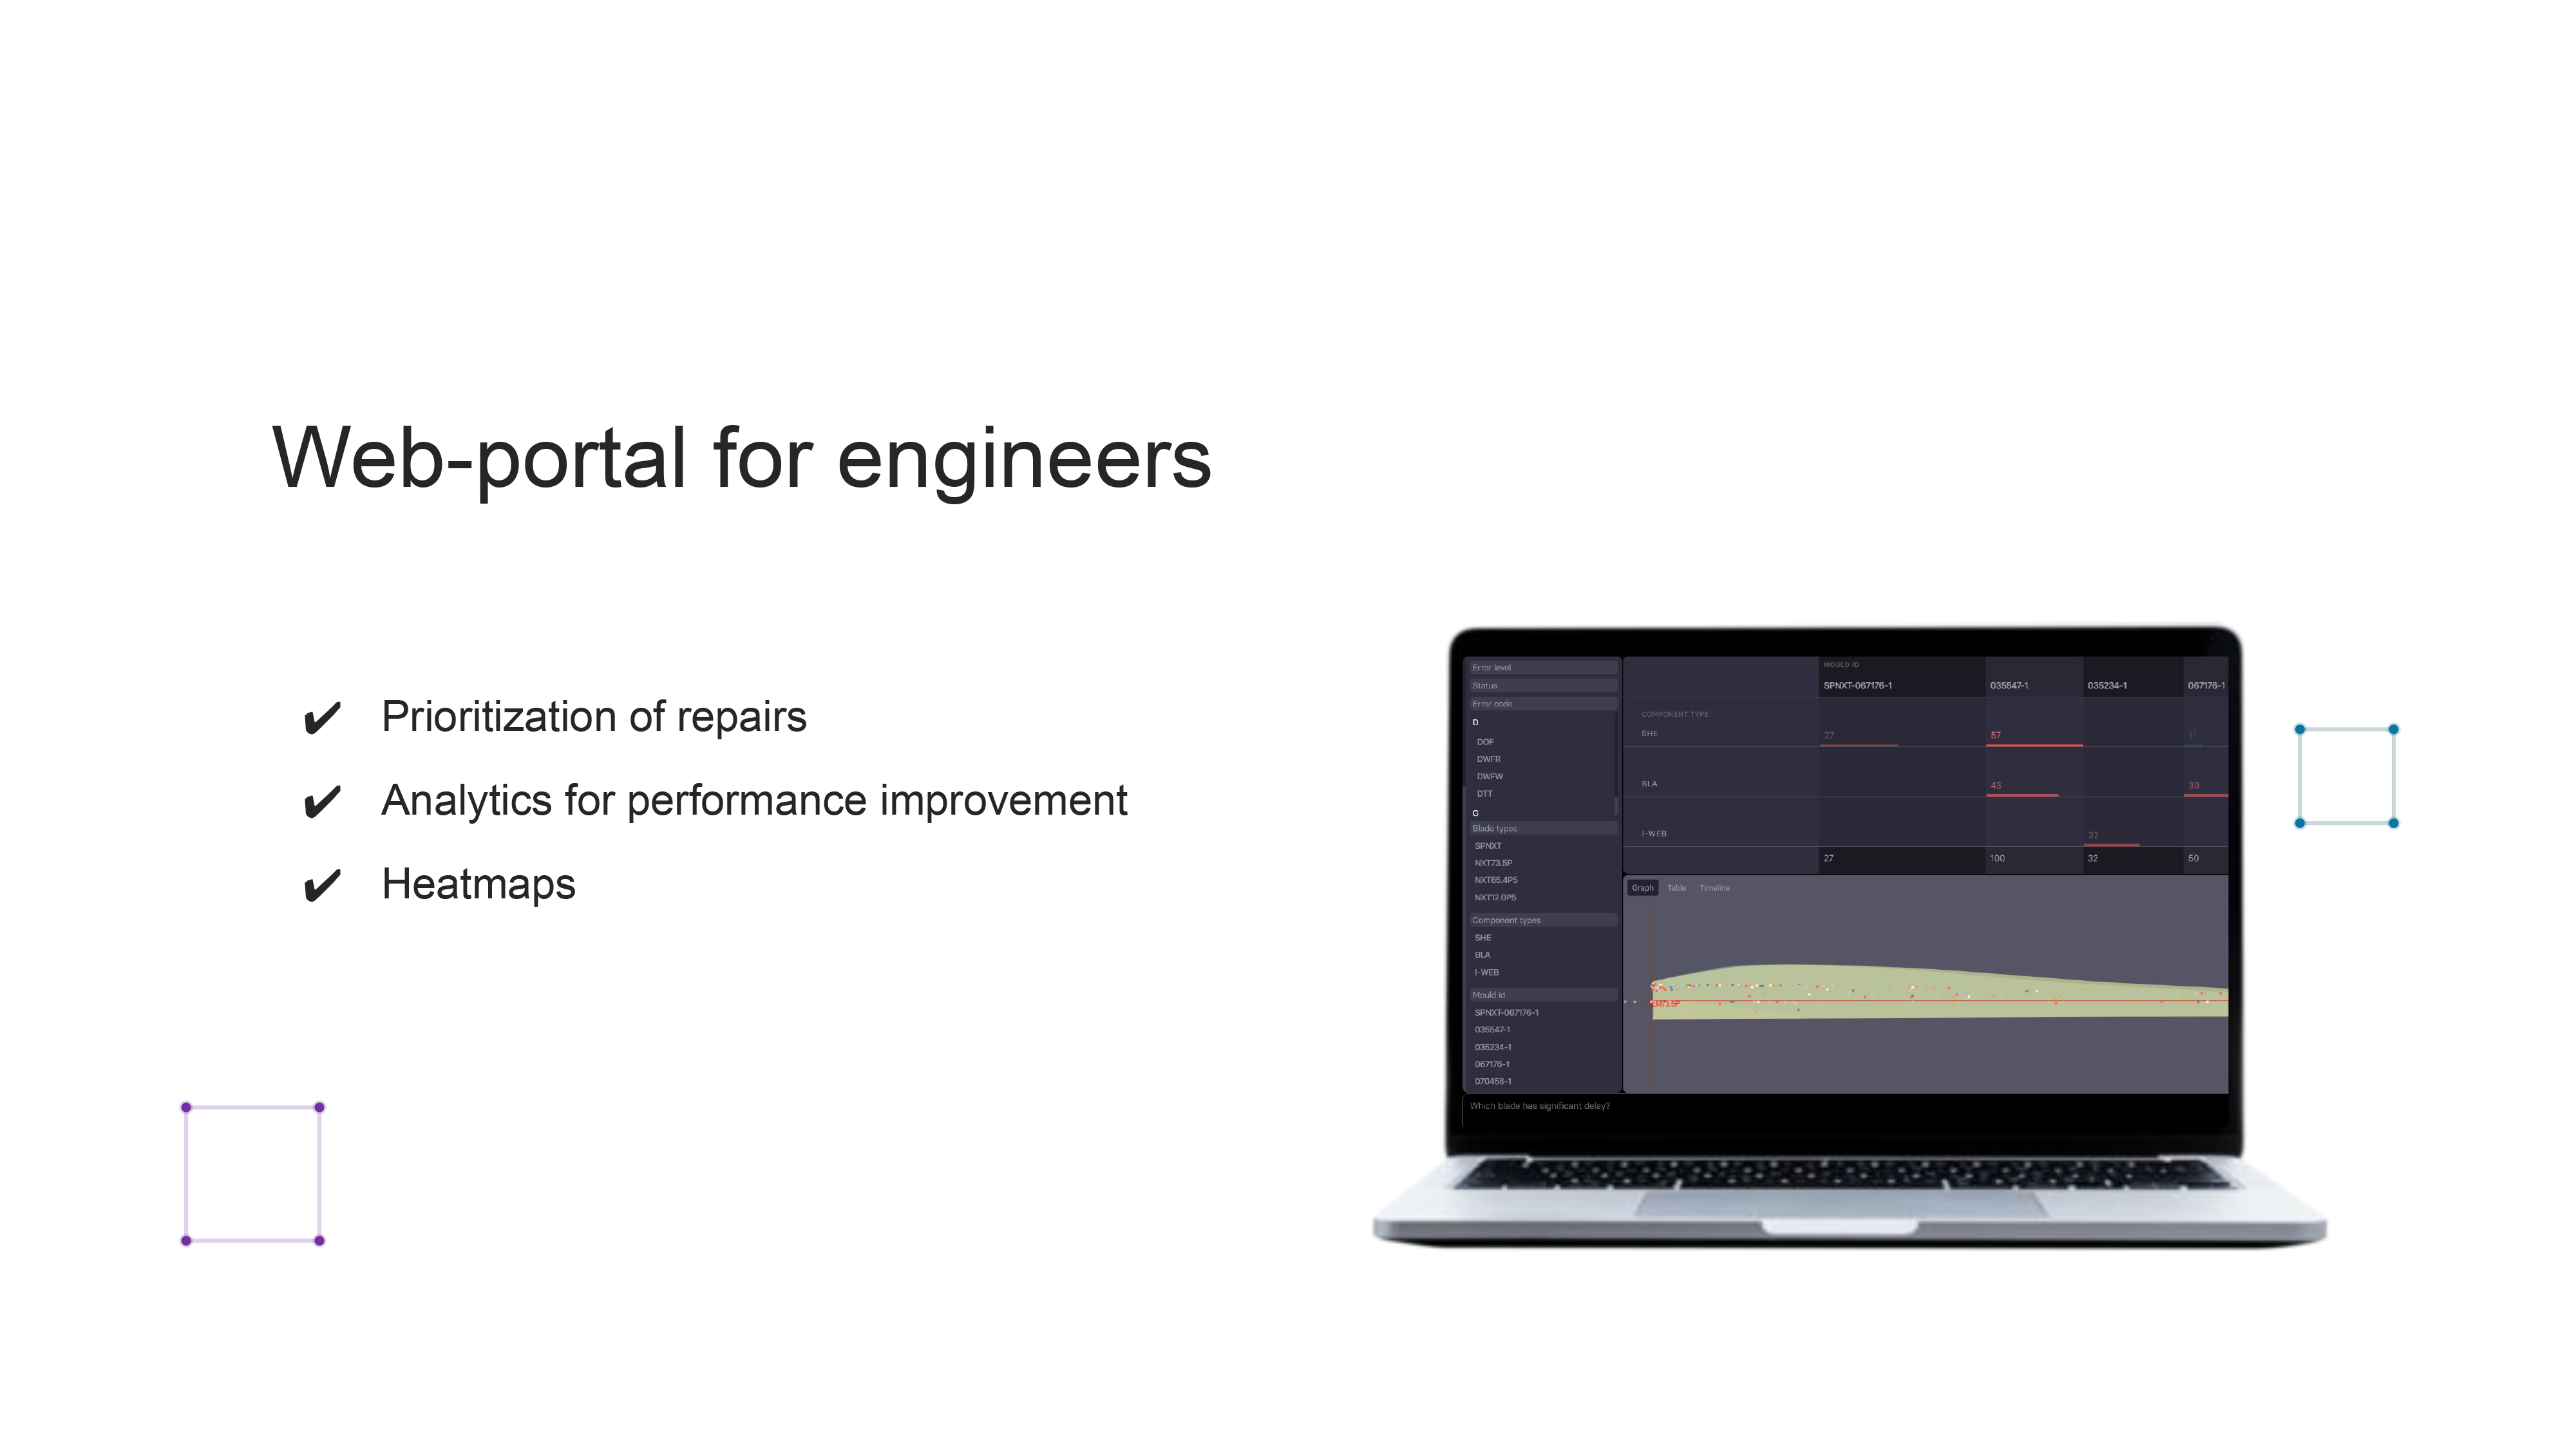 Web-portal for engineers
✔ Prioritization of repairs
✔ Analytics for performance improvement
✔ Heatmaps
Error level
Status
Error code
D
DOF
DWFR
DWFW
DTT
G
Blade types
SPNXT
NXT73.5P
NXT65.4P5
NXT12.0P5
Component types
SHE
BLA
I-WEB
Mould id
SPNXT-067176-1
035547-1
035234-1
067176-1
070458-1
MOULD ID
SPNXT-067176-1 035547-1 035234-1 067176-1
COMPONENT TYPE
SHE 27 57 11
BLA 43 39
I-WEB 32
27 100 32 50
Graph Table Timeline
LM73.5P
Which blade has significant delay?